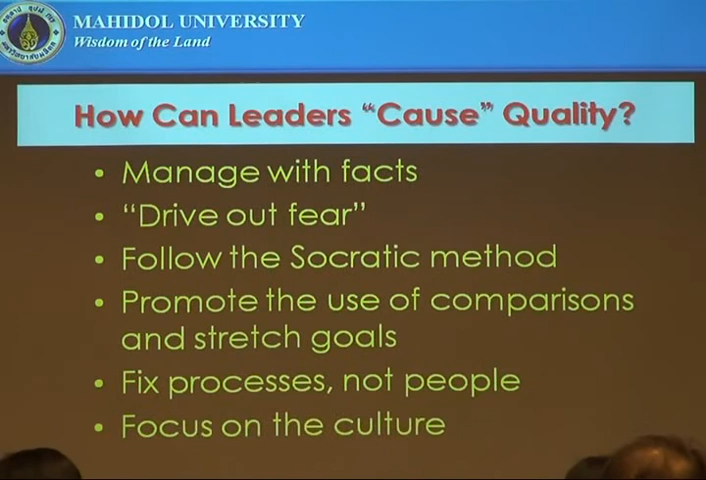 MAHIDOL UNIVERSITY
Wisdom of the Land
How Can Leaders “Cause” Quality?
• Manage with facts
• “Drive out fear”
• Follow the Socratic method
• Promote the use of comparisons
and stretch goals
• Fix processes, not people
• Focus on the culture